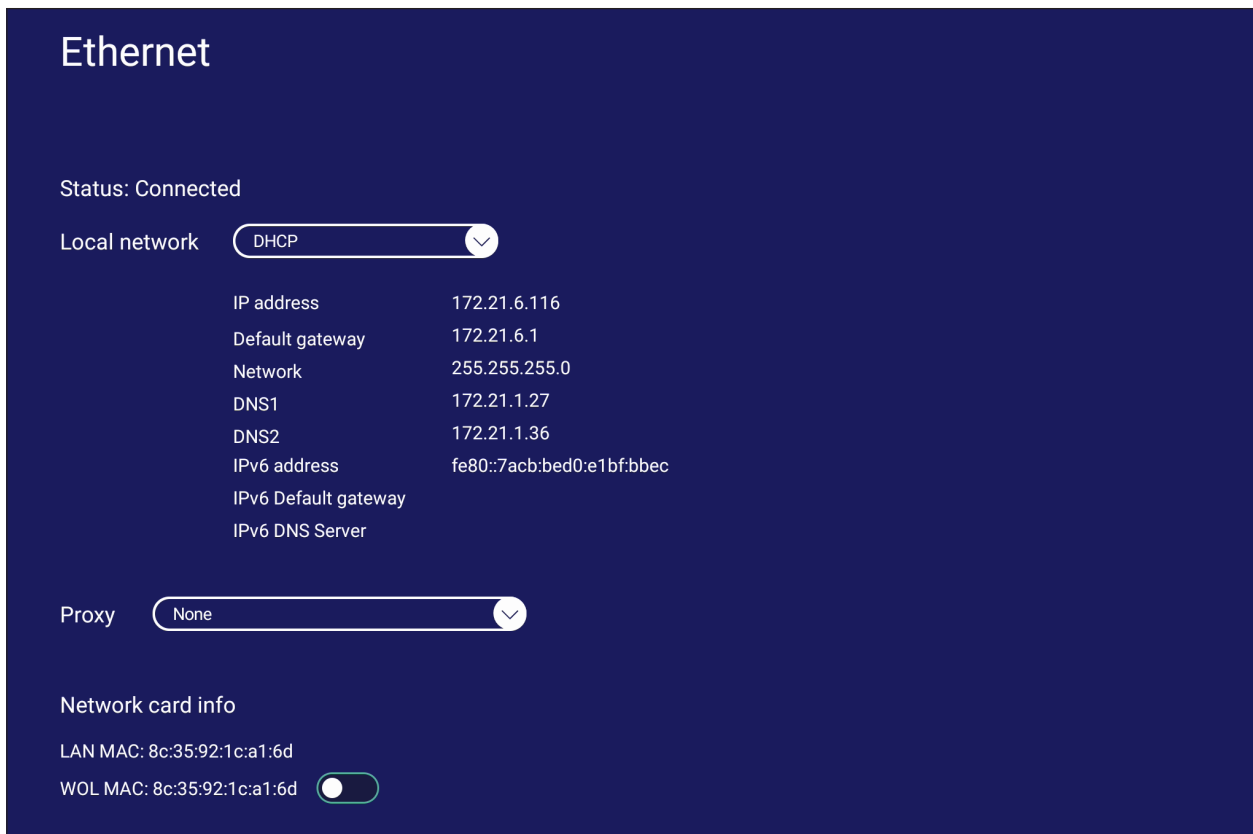 Ethernet
Status: Connected
Local network DHCP
IP address 172.21.6.116
Default gateway 172.21.6.1
Network 255.255.255.0
DNS1 172.21.1.27
DNS2 172.21.1.36
IPv6 address fe80::7acb:bed0:e1bf:bbec
IPv6 Default gateway
IPv6 DNS Server
Proxy None
Network card info
LAN MAC: 8c:35:92:1c:a1:6d
WOL MAC: 8c:35:92:1c:a1:6d